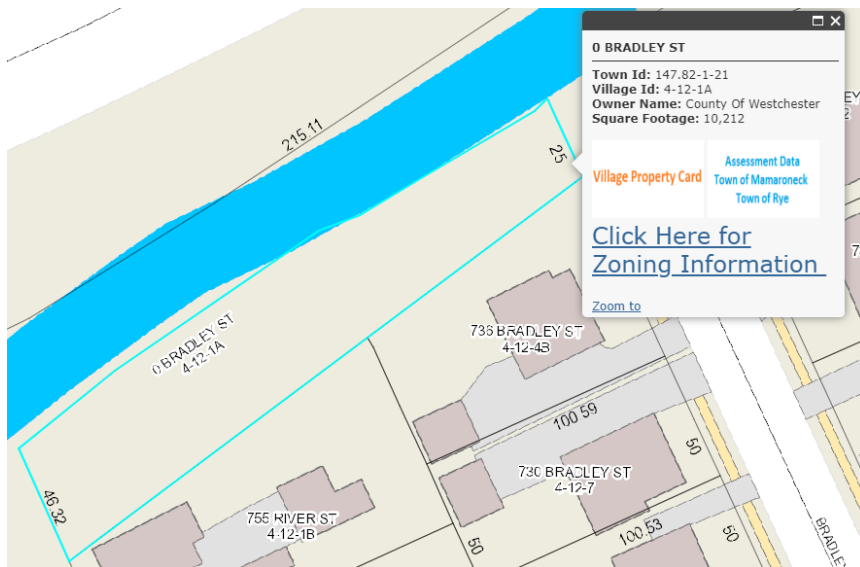 0 BRADLEY ST
Town Id: 147.82-1-21
Village Id: 4-12-1A
Owner Name: County Of Westchester
Square Footage: 10,212
Village Property Card
Assessment Data
Town of Mamaroneck
Town of Rye
Click Here for
Zoning Information
Zoom to
215.11
25
0 BRADLEY ST
4-12-1A
736 BRADLEY ST
4-12-4B
100.59
50
730 BRADLEY ST
4-12-7
46.32
755 RIVER ST
4-12-1B
50
100.53
50